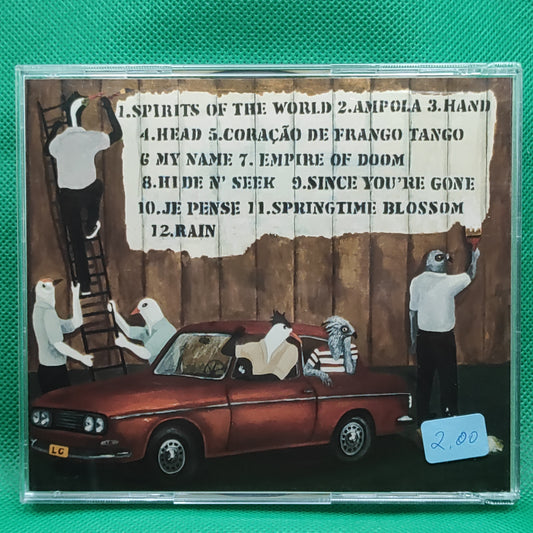 1.SPIRITS OF THE WORLD 2.AMPOLA 3.HAND
4.HEAD 5.CORAÇÃO DE FRANGO TANGO
6 MY NAME 7. EMPIRE OF DOOM
8.HIDE N' SEEK 9.SINCE YOU'RE GONE
10.JE PENSE 11.SPRINGTIME BLOSSOM
12.RAIN
LG
2,00